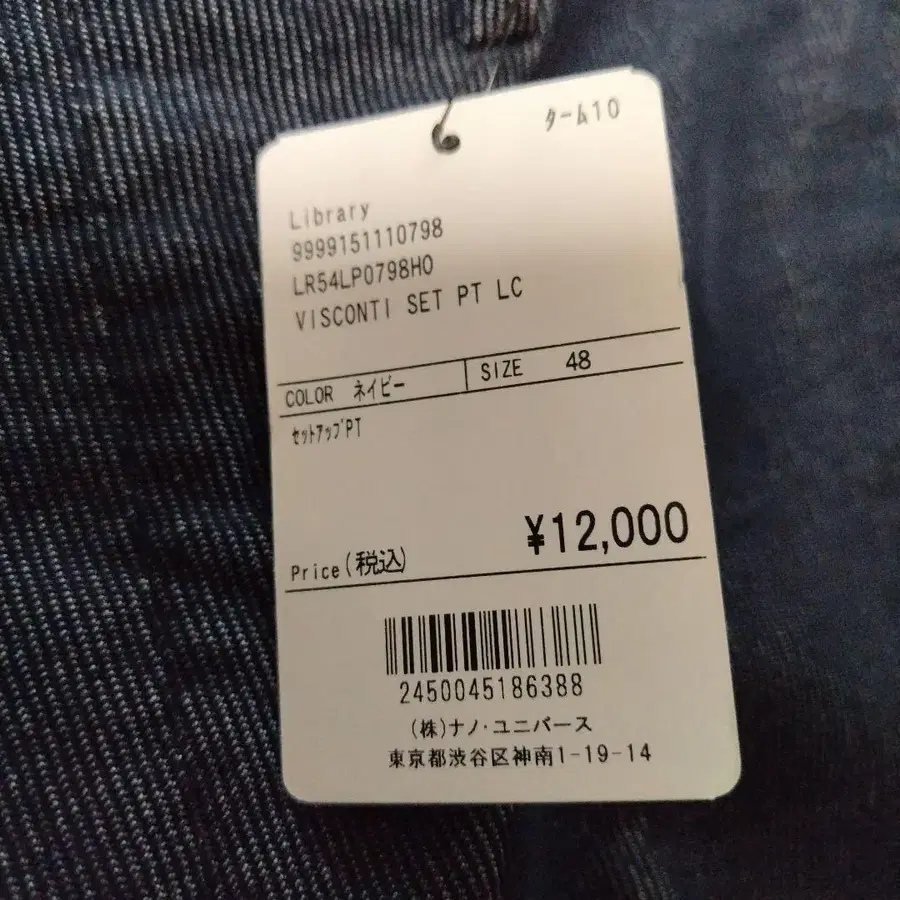 ターム10
Library
9999151110798
LR54LP0798HO
VISCONTI SET PT LC
COLOR ネイビー SIZE 48
セットアップPT
¥12,000
Price(税込)
2450045186388
(株)ナノ・ユニバース
東京都渋谷区神南1-19-14